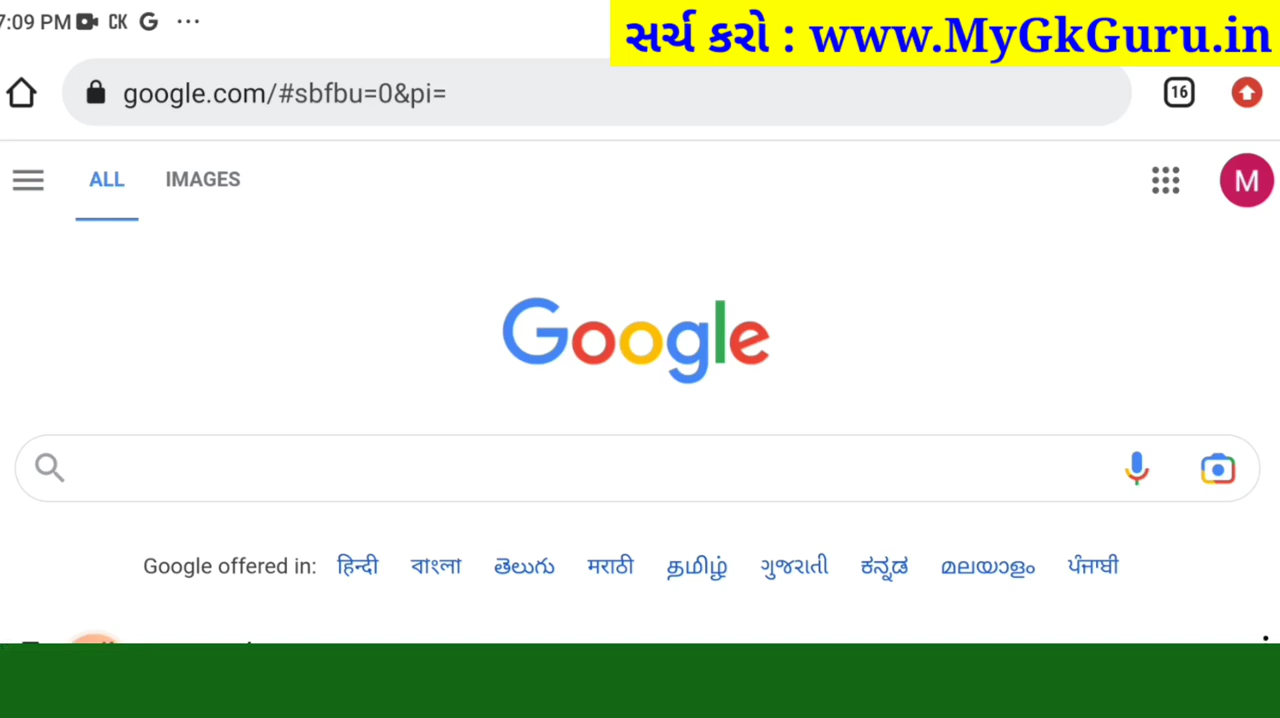 7:09 PM CK G ...
સર્ચ કરો : www.MyGkGuru.in
google.com/#sbfbu=0&pi=
16
ALL IMAGES
M
Google
Google offered in: हिन्दी বাংলা తెలుగు मराठी தமிழ் ગુજરાતી ಕನ್ನಡ മലയാളം ਪੰਜਾਬੀ